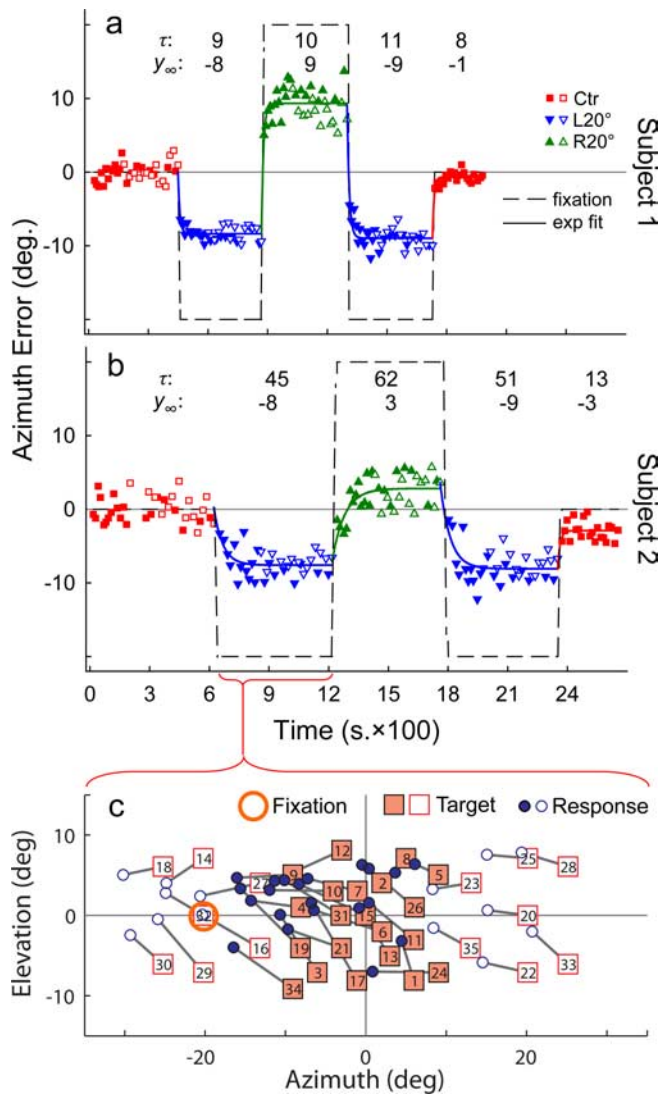 a
τ: 9 10 11 8
y∞: -8 9 -9 -1
10
0
-10
Ctr
L20°
R20°
fixation
exp fit
Subject 1
Azimuth Error (deg.)
b
τ: 45 62 51 13
y∞: -8 3 -9 -3
10
0
-10
Subject 2
0 3 6 9 12 15 18 21 24
Time (s.×100)
c
Fixation Target Response
10
0
-10
Elevation (deg)
12 8
18 14 9 5 25 28
27 10 7 2 23
32 4 31 15 26 20
16 6 11 35
19 21 13
30 29 3 17 1 24 22 33
34
-20 0 20
Azimuth (deg)